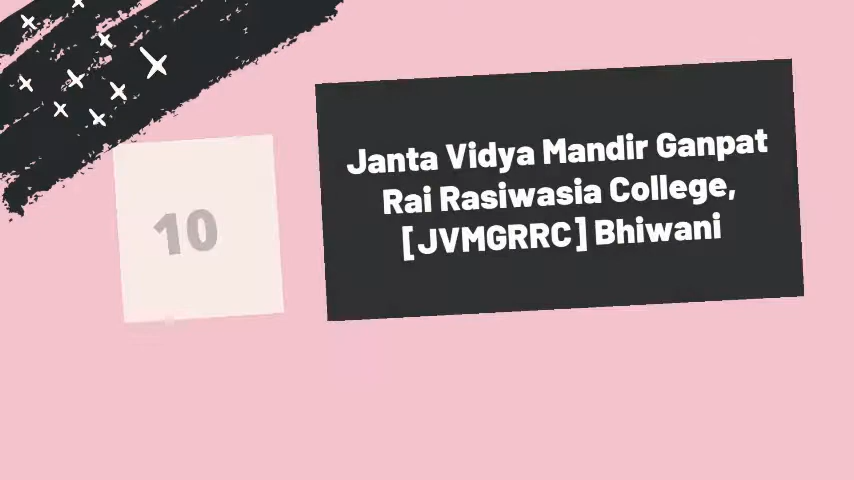 10
Janta Vidya Mandir Ganpat
Rai Rasiwasia College,
[JVMGRRC] Bhiwani